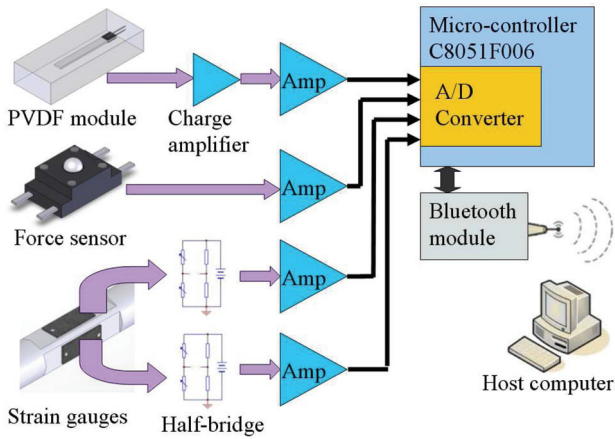 Micro-controller
C8051F006
A/D
Converter
Amp
PVDF module
Charge
amplifier
Amp
Force sensor
Bluetooth
module
Amp
Amp
Strain gauges
Half-bridge
Host computer